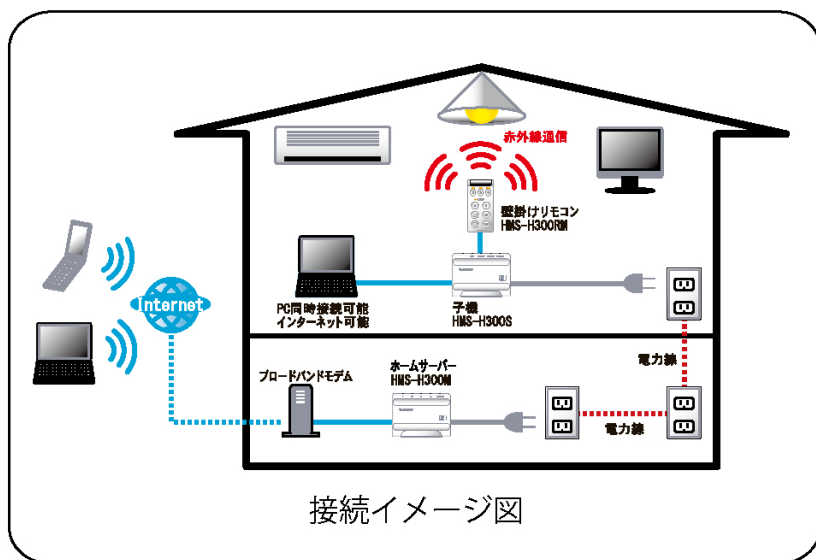 赤外線通信
壁掛けリモコン
HMS-H300RM
Internet
PC同時接続可能
インターネット可能
子機
HMS-H300S
電力線
ブロードバンドモデム
ホームサーバー
HMS-H300M
電力線
接続イメージ図